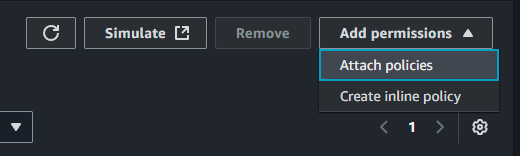 Simulate
Remove
Add permissions
Attach policies
Create inline policy
1